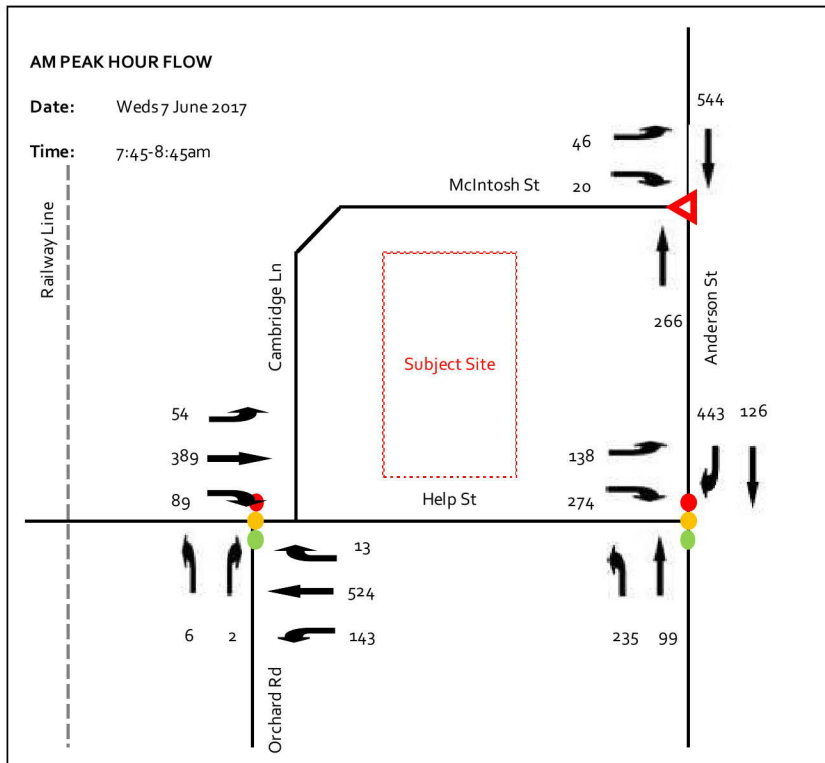 AM PEAK HOUR FLOW
Date: Weds 7 June 2017
Time: 7:45-8:45am
544
46
20
McIntosh St
Railway Line
Cambridge Ln
Anderson St
266
Subject Site
54
389
89
443 126
138
274
Help St
13
524
143
6 2
235 99
Orchard Rd